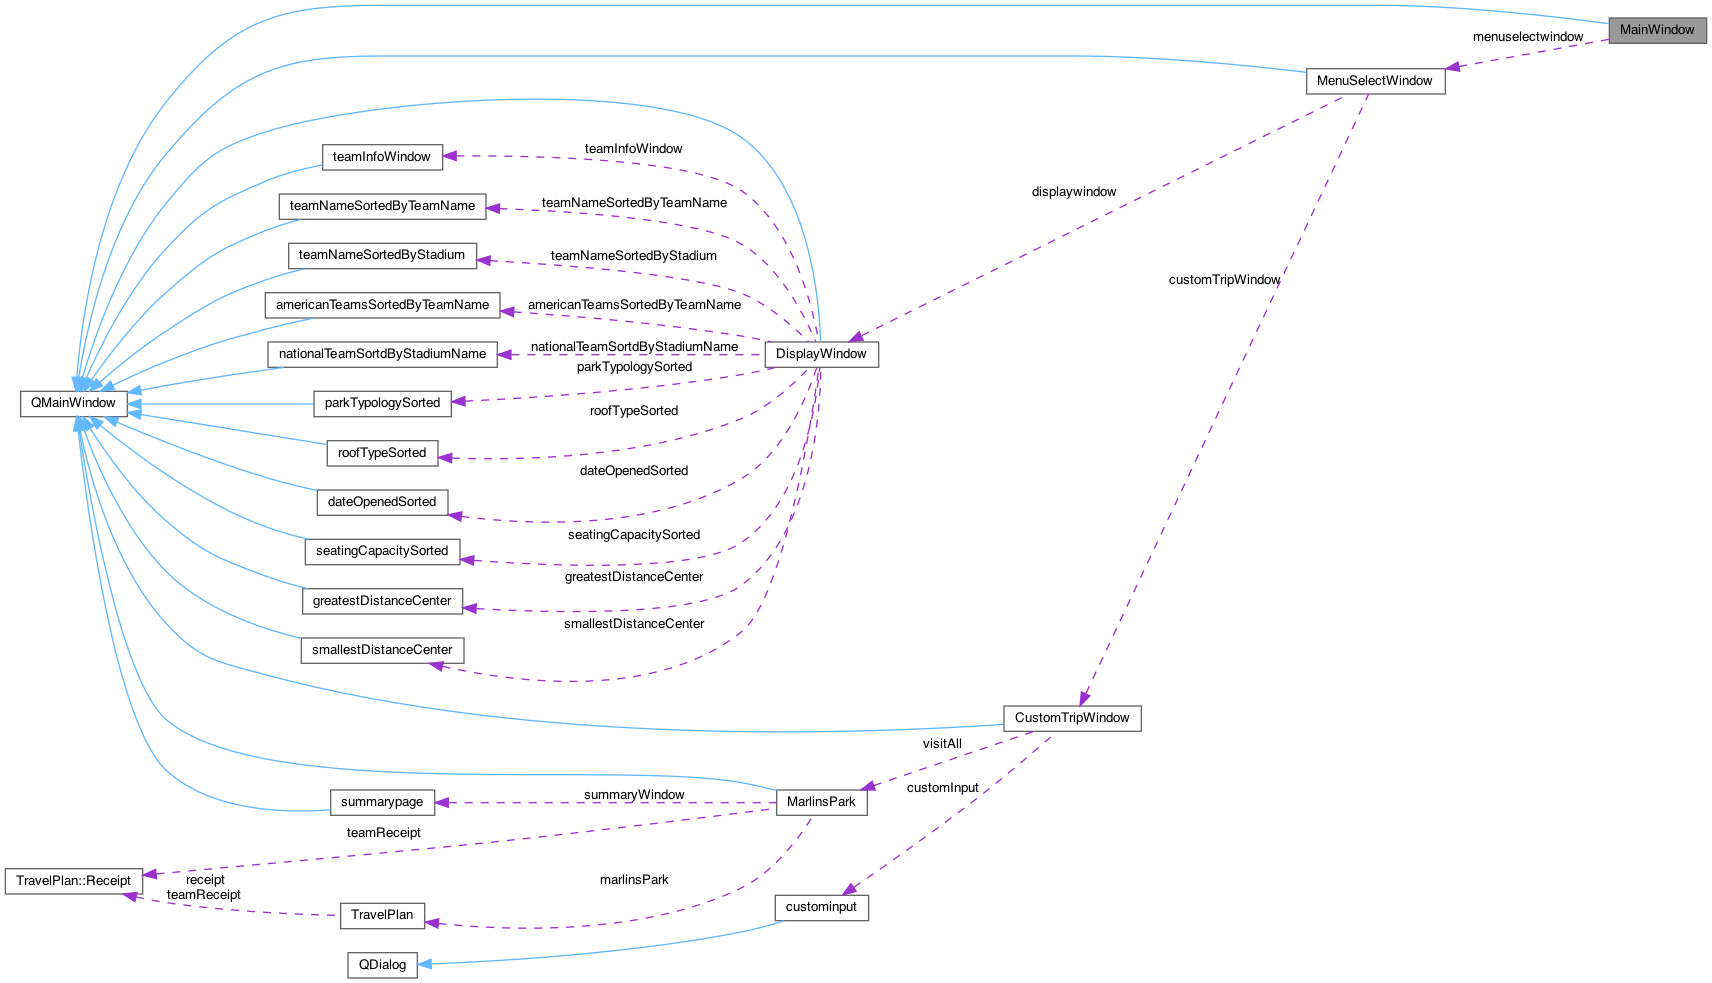 MainWindow
menuselectwindow
MenuSelectWindow
teamInfoWindow
teamInfoWindow
displaywindow
teamNameSortedByTeamName
teamNameSortedByTeamName
teamNameSortedByStadium
teamNameSortedByStadium
customTripWindow
americanTeamsSortedByTeamName
americanTeamsSortedByTeamName
nationalTeamSortdByStadiumName
nationalTeamSortdByStadiumName
DisplayWindow
parkTypologySorted
QMainWindow
parkTypologySorted
roofTypeSorted
roofTypeSorted
dateOpenedSorted
dateOpenedSorted
seatingCapacitySorted
seatingCapacitySorted
greatestDistanceCenter
greatestDistanceCenter
smallestDistanceCenter
smallestDistanceCenter
CustomTripWindow
visitAll
customInput
summarypage
summaryWindow
MarlinsPark
teamReceipt
TravelPlan::Receipt
receipt
teamReceipt
marlinsPark
TravelPlan
custominput
QDialog